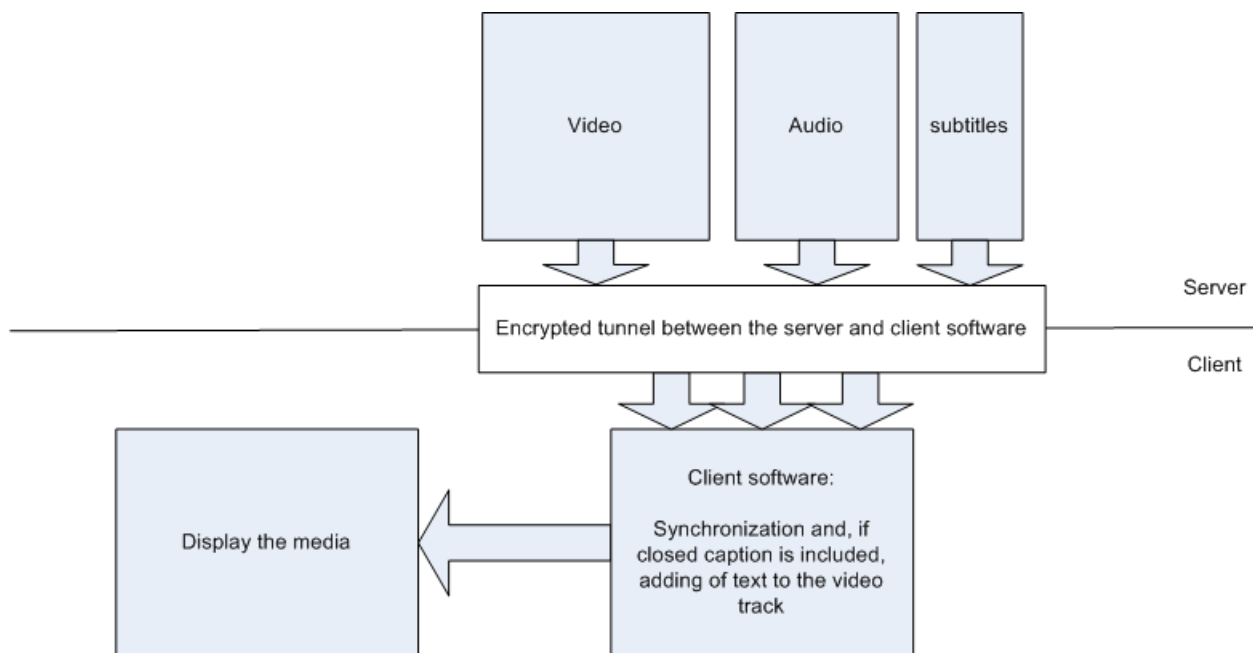 Video
Audio
subtitles
Server
Encrypted tunnel between the server and client software
Client
Client software:
Synchronization and, if
closed caption is included,
adding of text to the video
track
Display the media